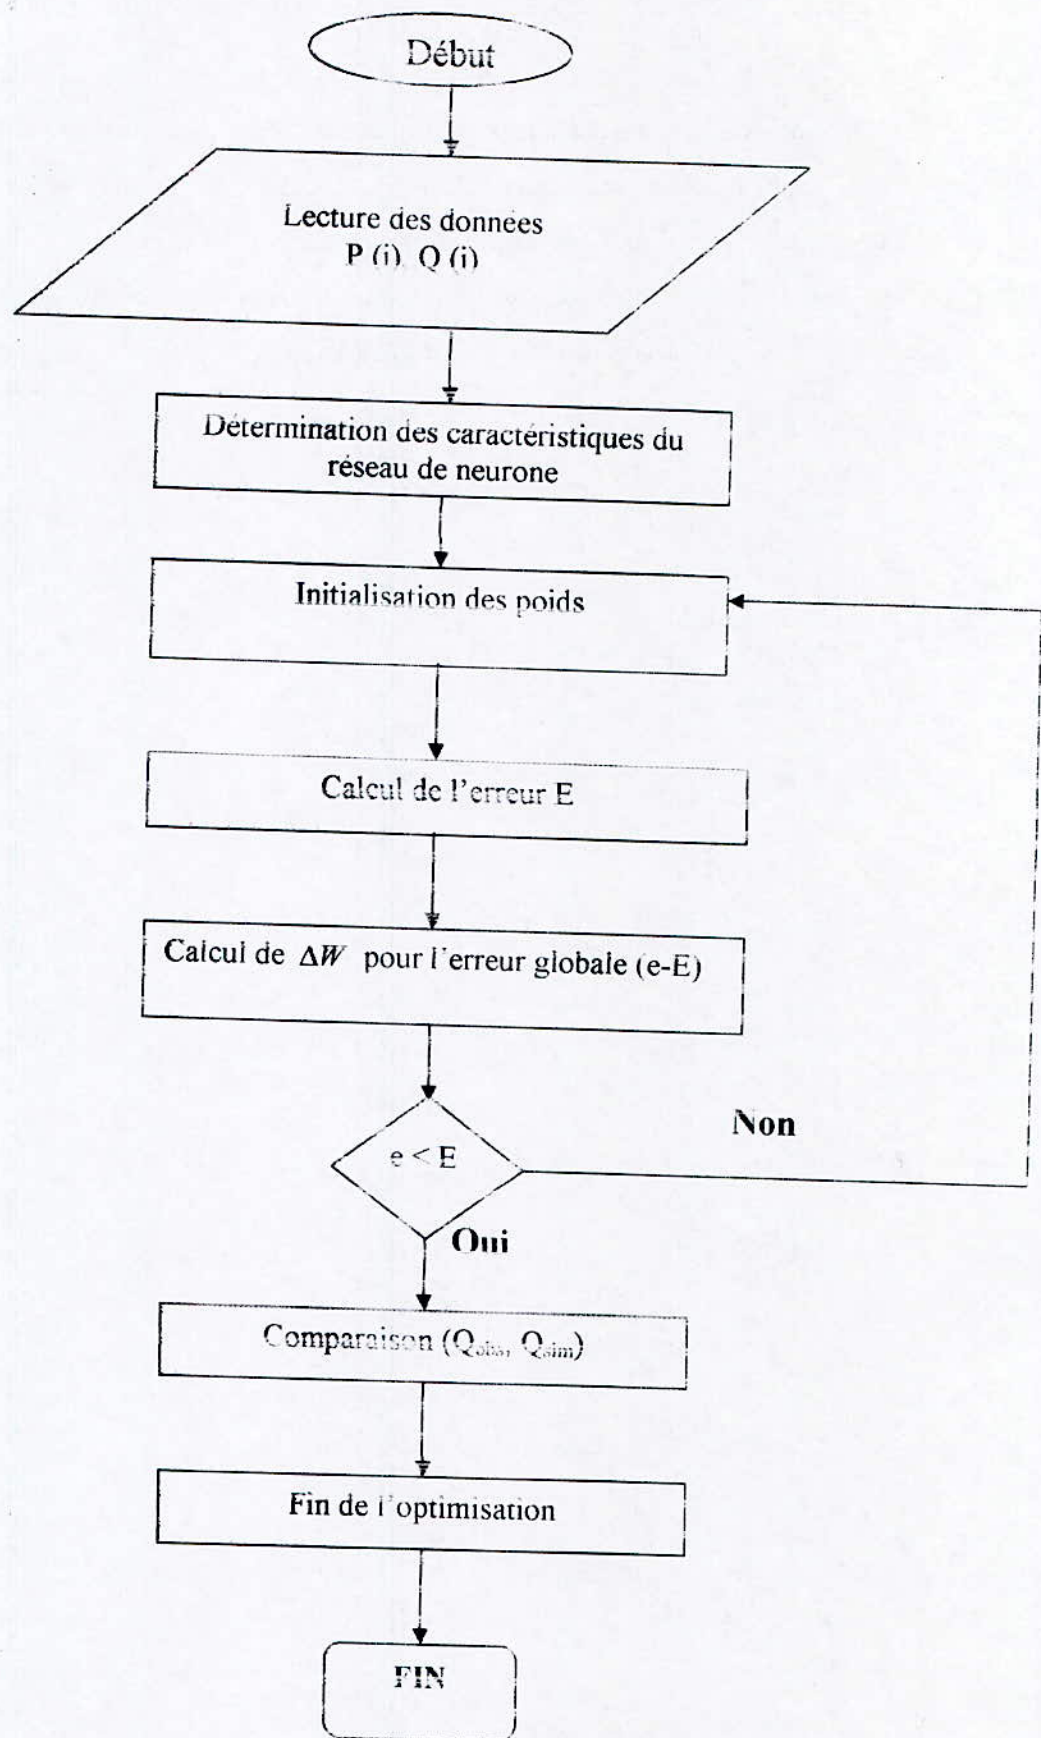 Début
Lecture des données
P (i) Q (i)
Détermination des caractéristiques du
réseau de neurone
Initialisation des poids
Calcul de l'erreur E
Calcul de ΔW pour l'erreur globale (e-E)
e < E
Non
Oui
Comparaison (Qobs, Qsim)
Fin de l'optimisation
FIN